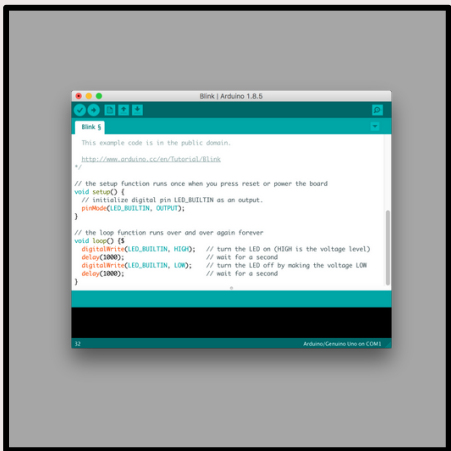 Blink | Arduino 1.8.5
Blink §
This example code is in the public domain.
http://www.arduino.cc/en/Tutorial/Blink
*/
// the setup function runs once when you press reset or power the board
void setup() {
// initialize digital pin LED_BUILTIN as an output.
pinMode(LED_BUILTIN, OUTPUT);
}
// the loop function runs over and over again forever
void loop() {$
digitalWrite(LED_BUILTIN, HIGH);   // turn the LED on (HIGH is the voltage level)
delay(1000);                       // wait for a second
digitalWrite(LED_BUILTIN, LOW);    // turn the LED off by making the voltage LOW
delay(1000);                       // wait for a second
}
32 Arduino/Genuino Uno on COM1